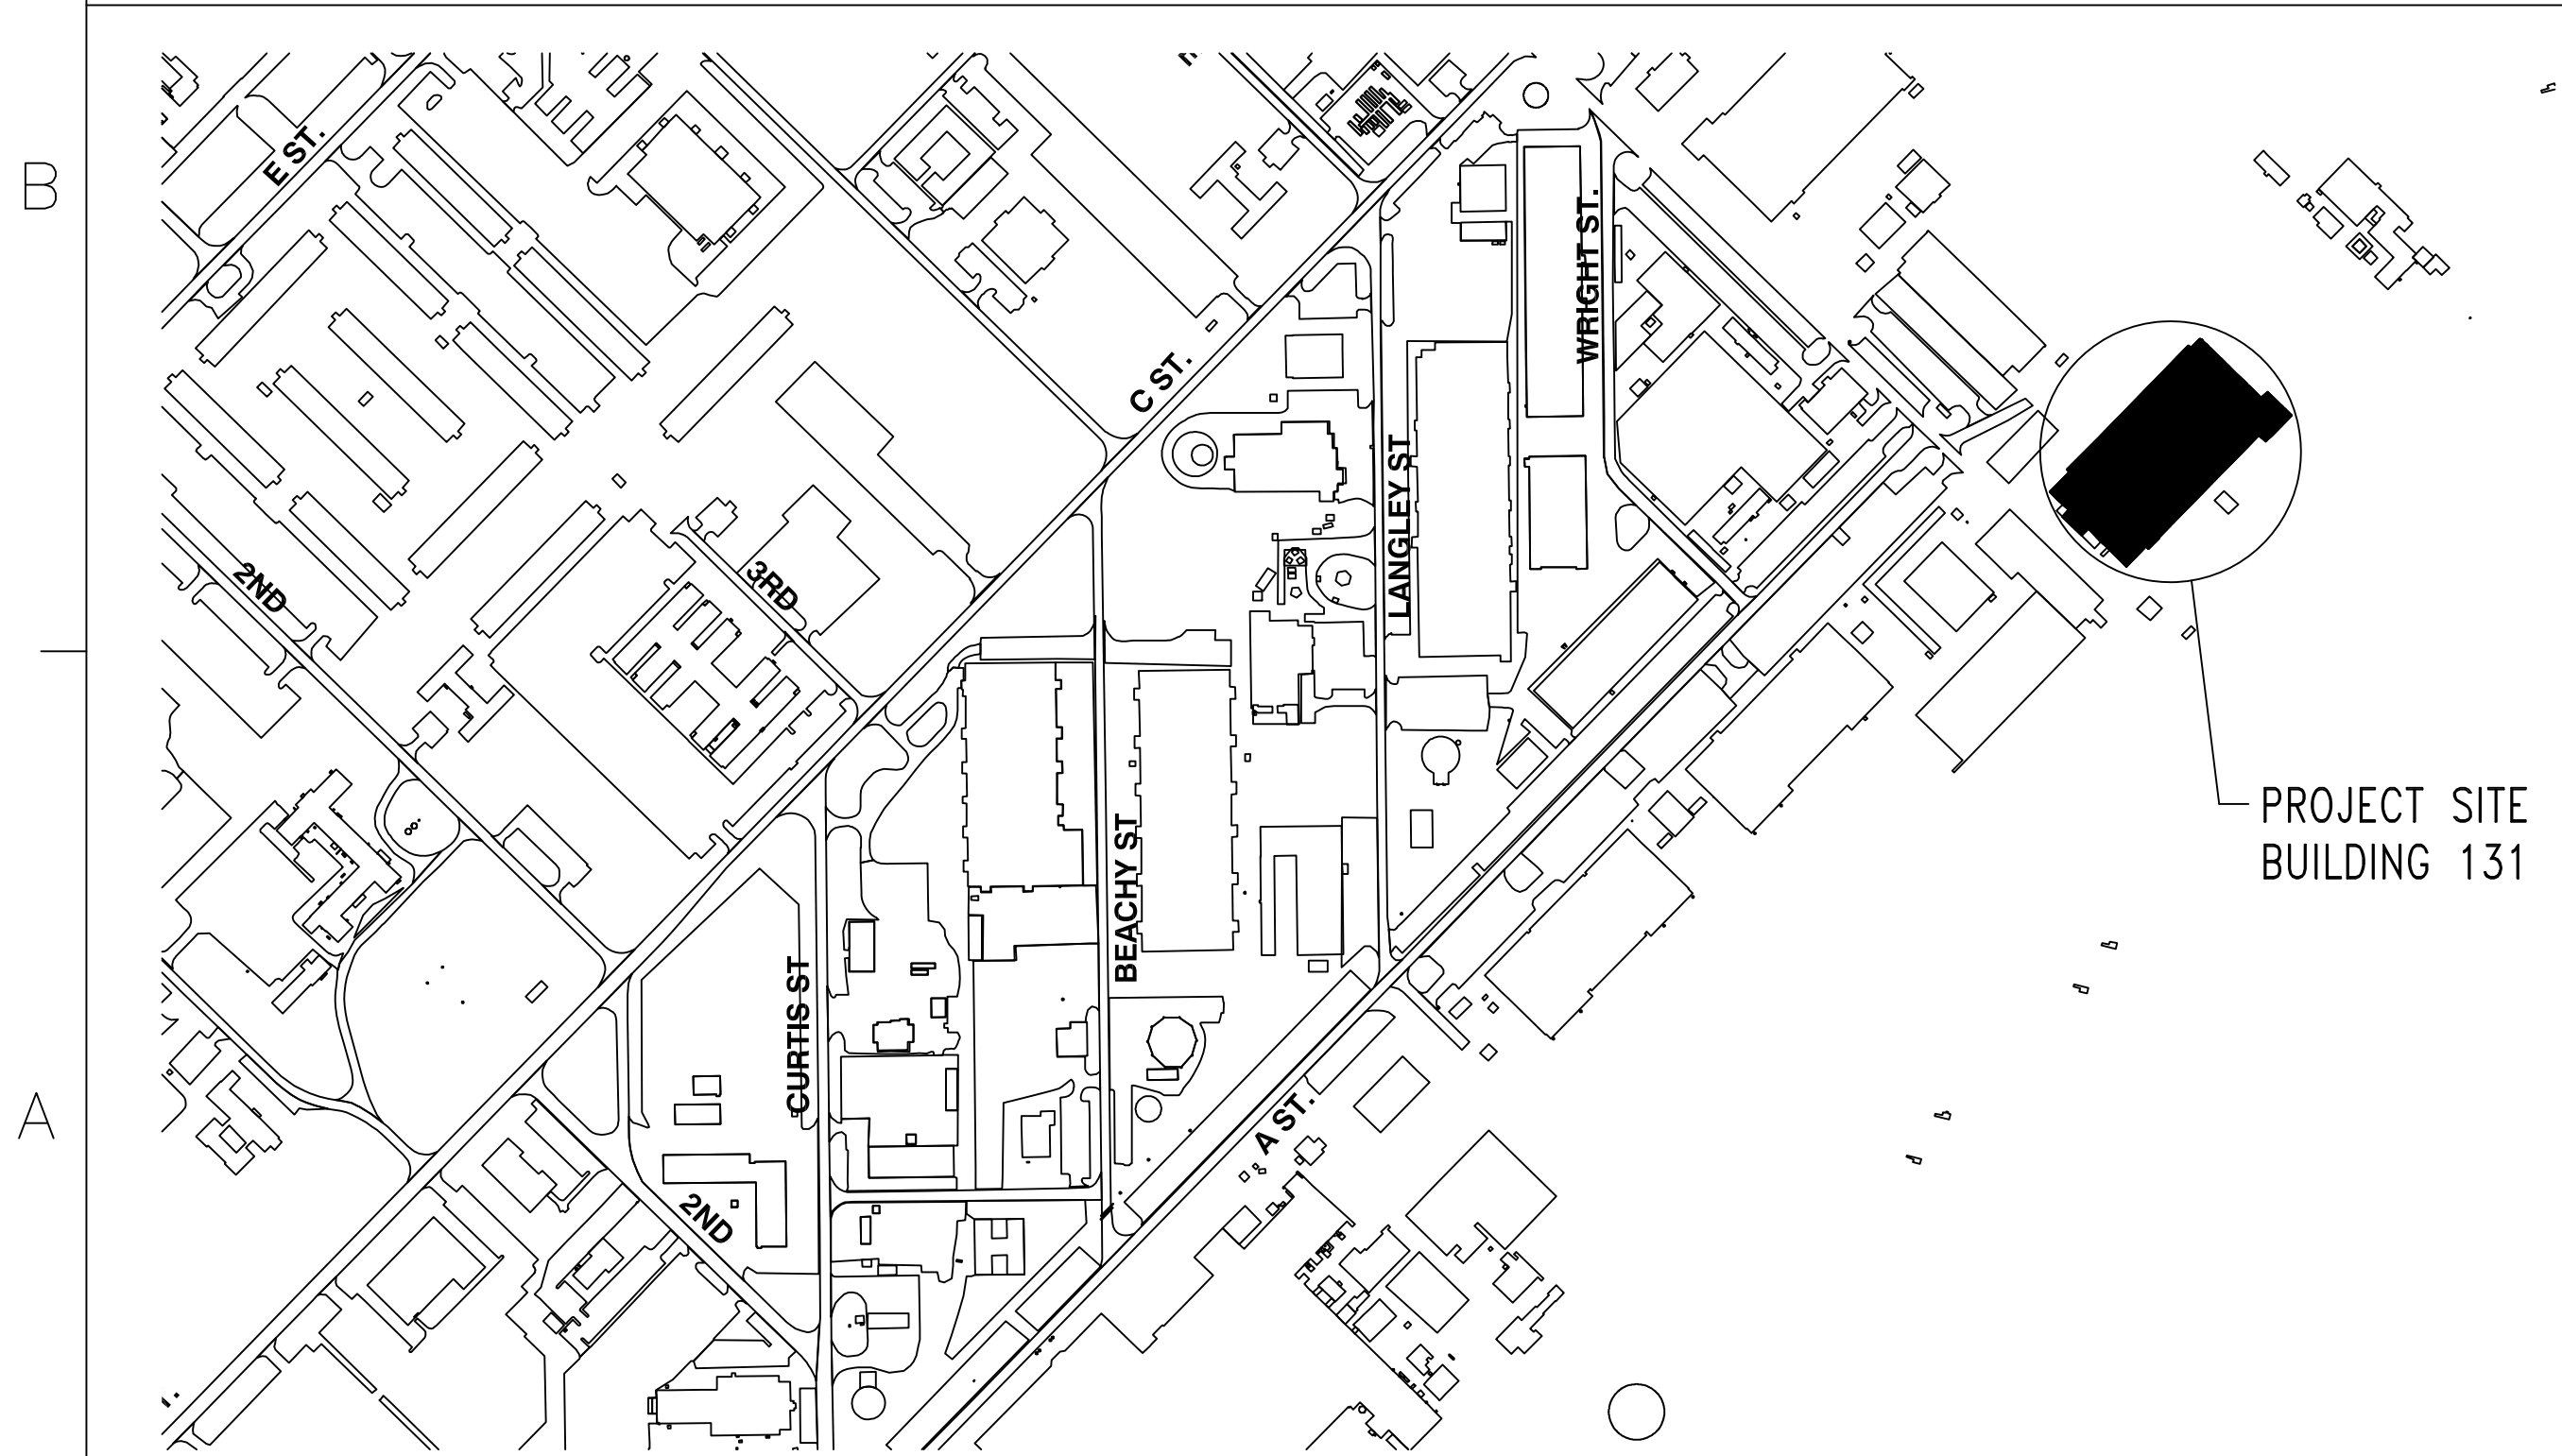 B
E ST.
C ST.
WRIGHT ST.
LANGLEY ST
2ND
3RD
PROJECT SITE
BUILDING 131
BEACHY ST
CURTIS ST
A
A ST.
2ND